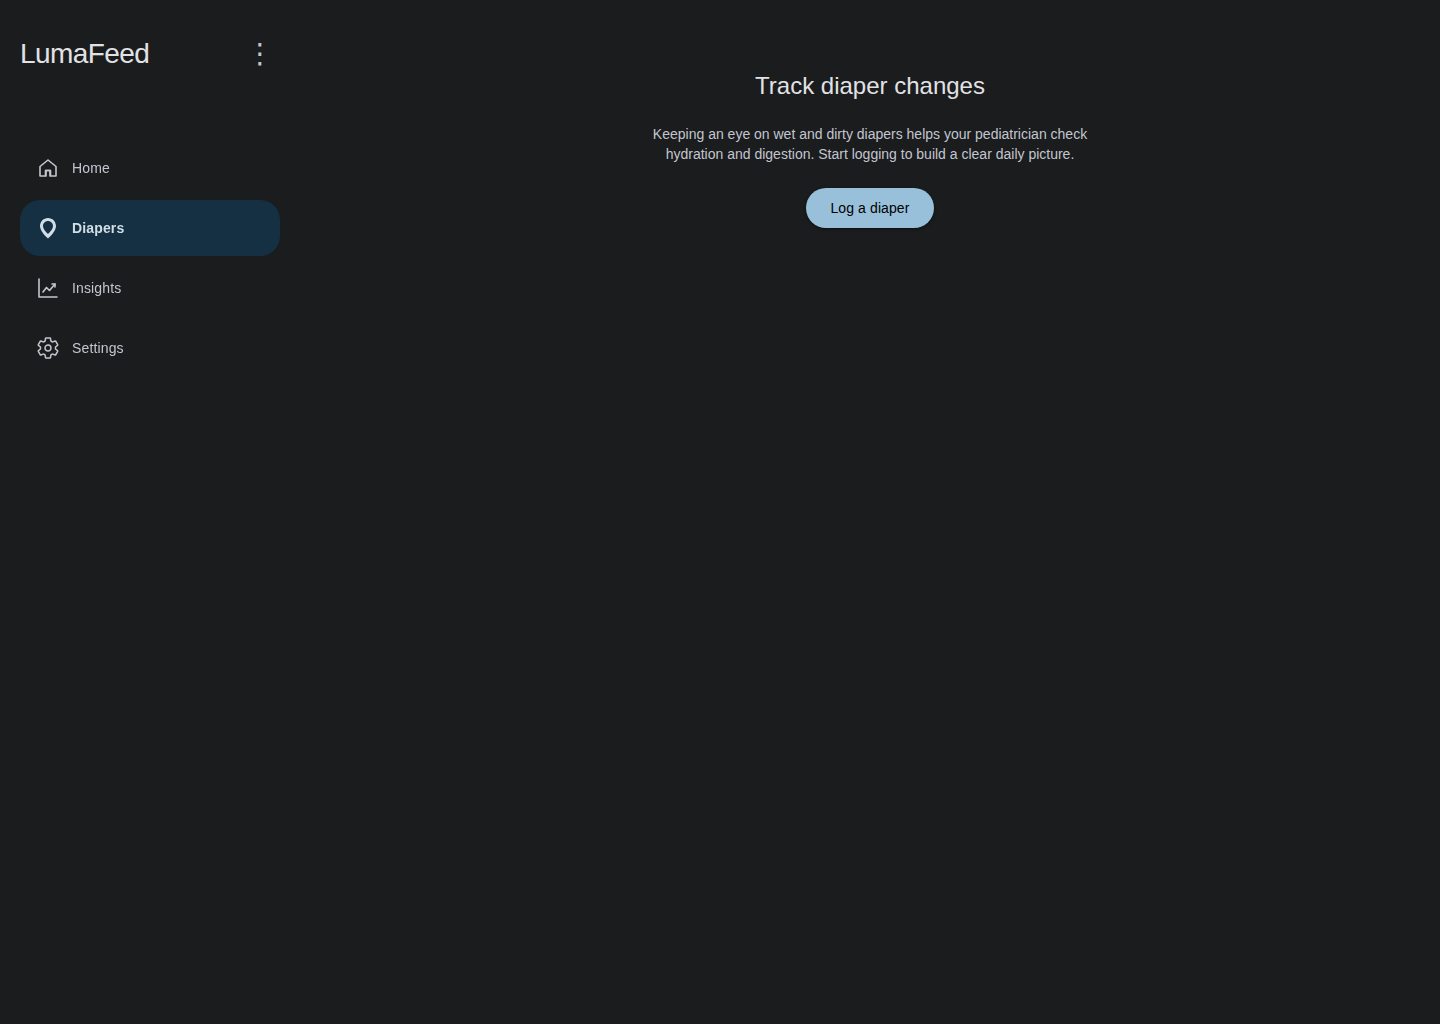 LumaFeed
Home
Diapers
Insights
Settings
Track diaper changes
Keeping an eye on wet and dirty diapers helps your pediatrician check
hydration and digestion. Start logging to build a clear daily picture.
Log a diaper